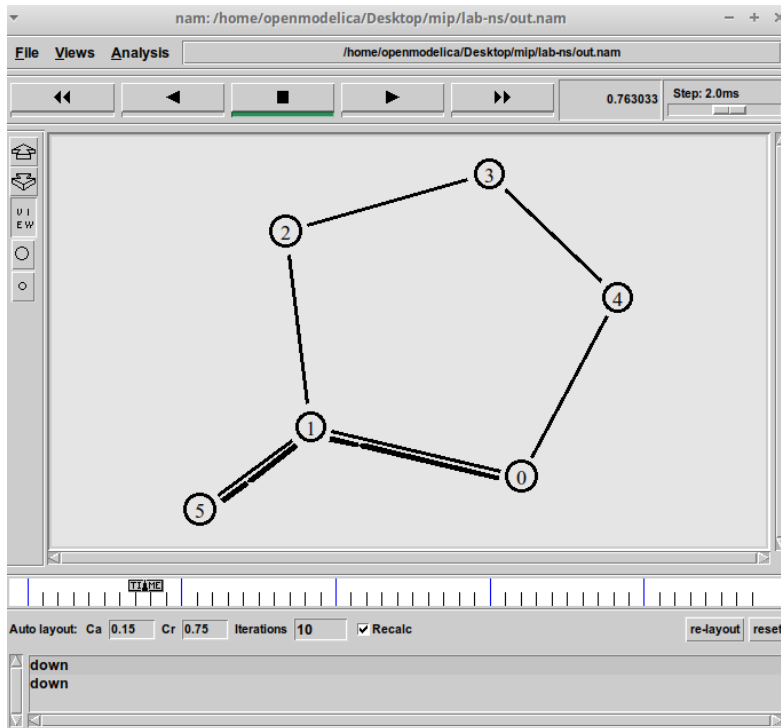 nam: /home/openmodelica/Desktop/mip/lab-ns/out.nam
File Views Analysis /home/openmodelica/Desktop/mip/lab-ns/out.nam
0.763033 Step: 2.0ms
3
2
V I
E W
4
1
0
5
TIME
Auto layout: Ca 0.15 Cr 0.75 Iterations 10 Recalc re-layout reset
down
down